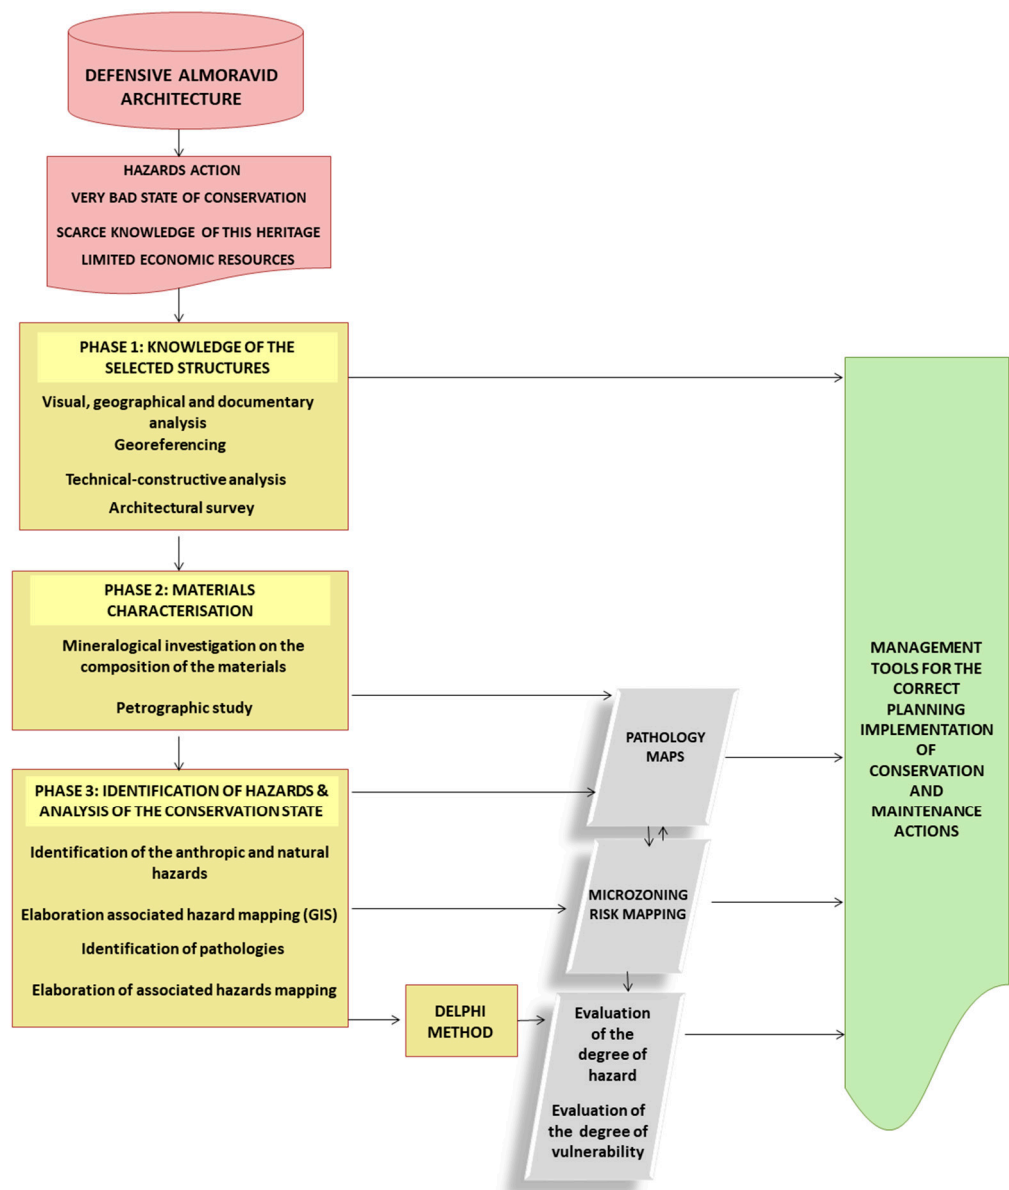 DEFENSIVE ALMORAVID
ARCHITECTURE
HAZARDS ACTION
VERY BAD STATE OF CONSERVATION
SCARCE KNOWLEDGE OF THIS HERITAGE
LIMITED ECONOMIC RESOURCES
PHASE 1: KNOWLEDGE OF THE
SELECTED STRUCTURES
Visual, geographical and documentary
analysis
Georeferencing
Technical-constructive analysis
Architectural survey
PHASE 2: MATERIALS
CHARACTERISATION
Mineralogical investigation on the
composition of the materials
Petrographic study
PHASE 3: IDENTIFICATION OF HAZARDS &
ANALYSIS OF THE CONSERVATION STATE
Identification of the anthropic and natural
hazards
Elaboration associated hazard mapping (GIS)
Identification of pathologies
Elaboration of associated hazards mapping
DELPHI
METHOD
PATHOLOGY
MAPS
MICROZONING
RISK MAPPING
Evaluation
of the
degree of
hazard
Evaluation of
the degree of
vulnerability
MANAGEMENT
TOOLS FOR THE
CORRECT
PLANNING
IMPLEMENTATION
OF
CONSERVATION
AND
MAINTENANCE
ACTIONS